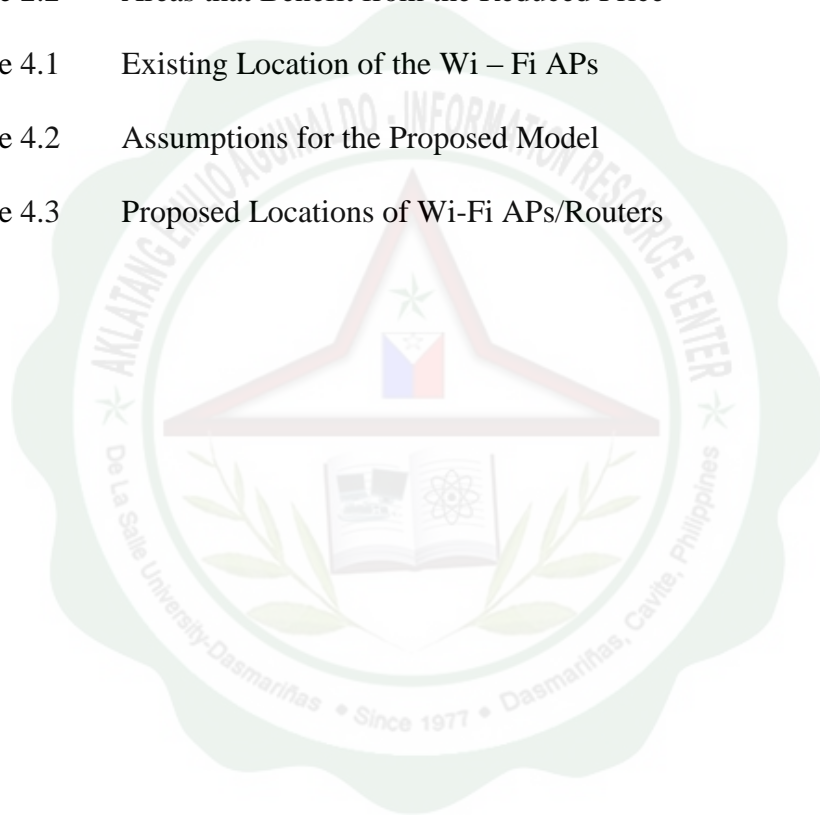 Areas that Benefit from the Reduced Price
e 4.1 Existing Location of the Wi – Fi APs
e 4.2 Assumptions for the Proposed Model
e 4.3 Proposed Locations of Wi-Fi APs/Routers
AKLATANG EMILIO AGUINALDO - INFORMATION RESOURCE CENTER
De La Salle University-Dasmariñas • Since 1977 • Dasmariñas, Cavite, Philippines